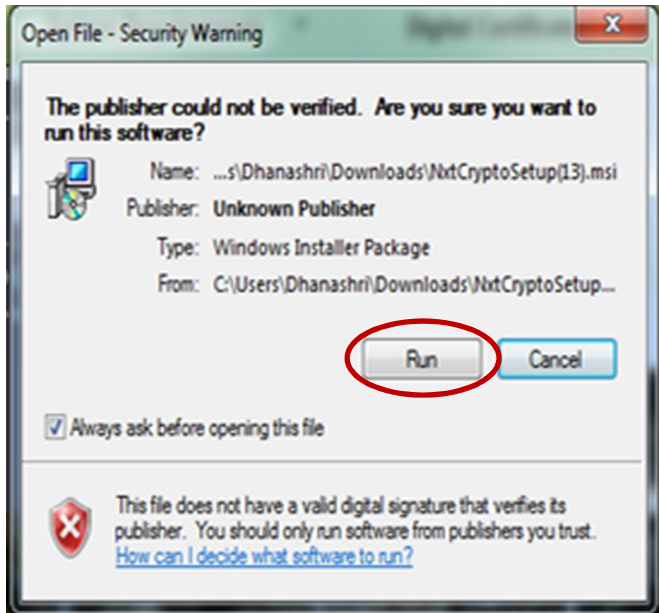 Open File - Security Warning
The publisher could not be verified. Are you sure you want to
run this software?
Name: ...s\Dhanashri\Downloads\NxtCryptoSetup(13).msi
Publisher: Unknown Publisher
Type: Windows Installer Package
From: C:\Users\Dhanashri\Downloads\NxtCryptoSetup...
Run Cancel
Always ask before opening this file
This file does not have a valid digital signature that verifies its
publisher. You should only run software from publishers you trust.
How can I decide what software to run?